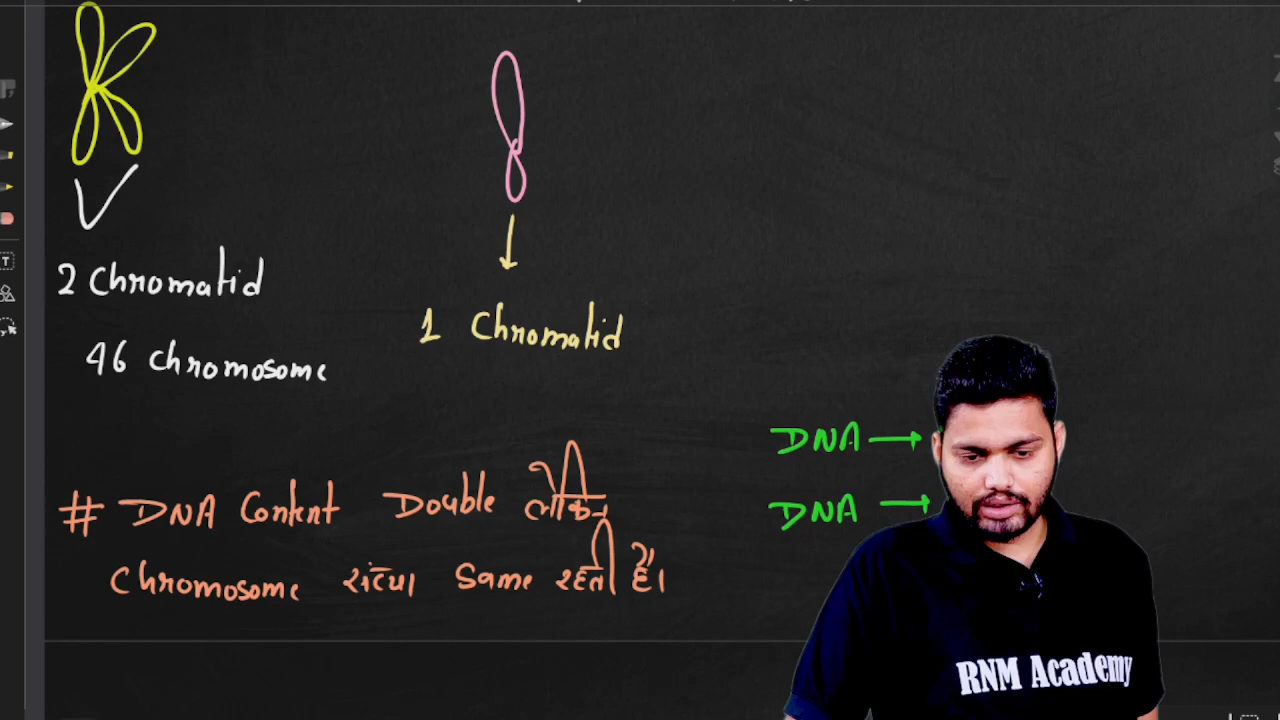 2 Chromatid
46 Chromosome
1 Chromatid
# DNA Content Double लेकिन
Chromosome संख्या Same रहती है।
DNA →
DNA →
RNM Academy
T